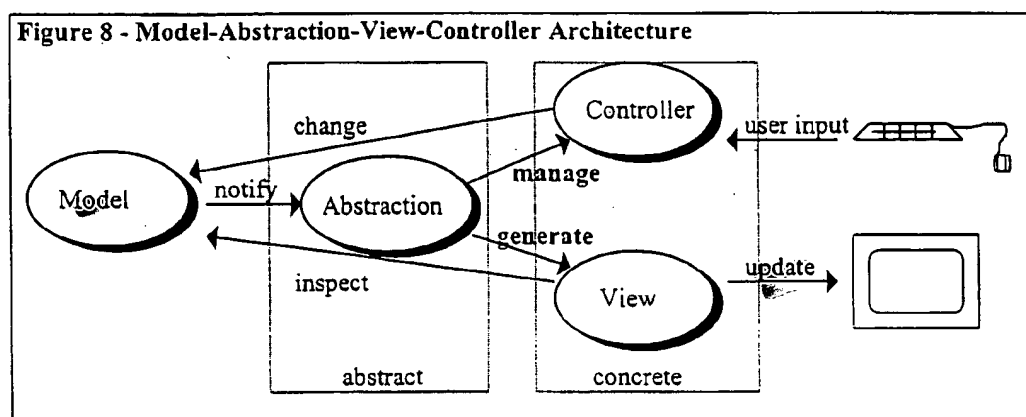 Figure 8 - Model-Abstraction-View-Controller Architecture
Controller
change
user input
manage
Model
notify
Abstraction
generate
inspect
update
View
abstract
concrete